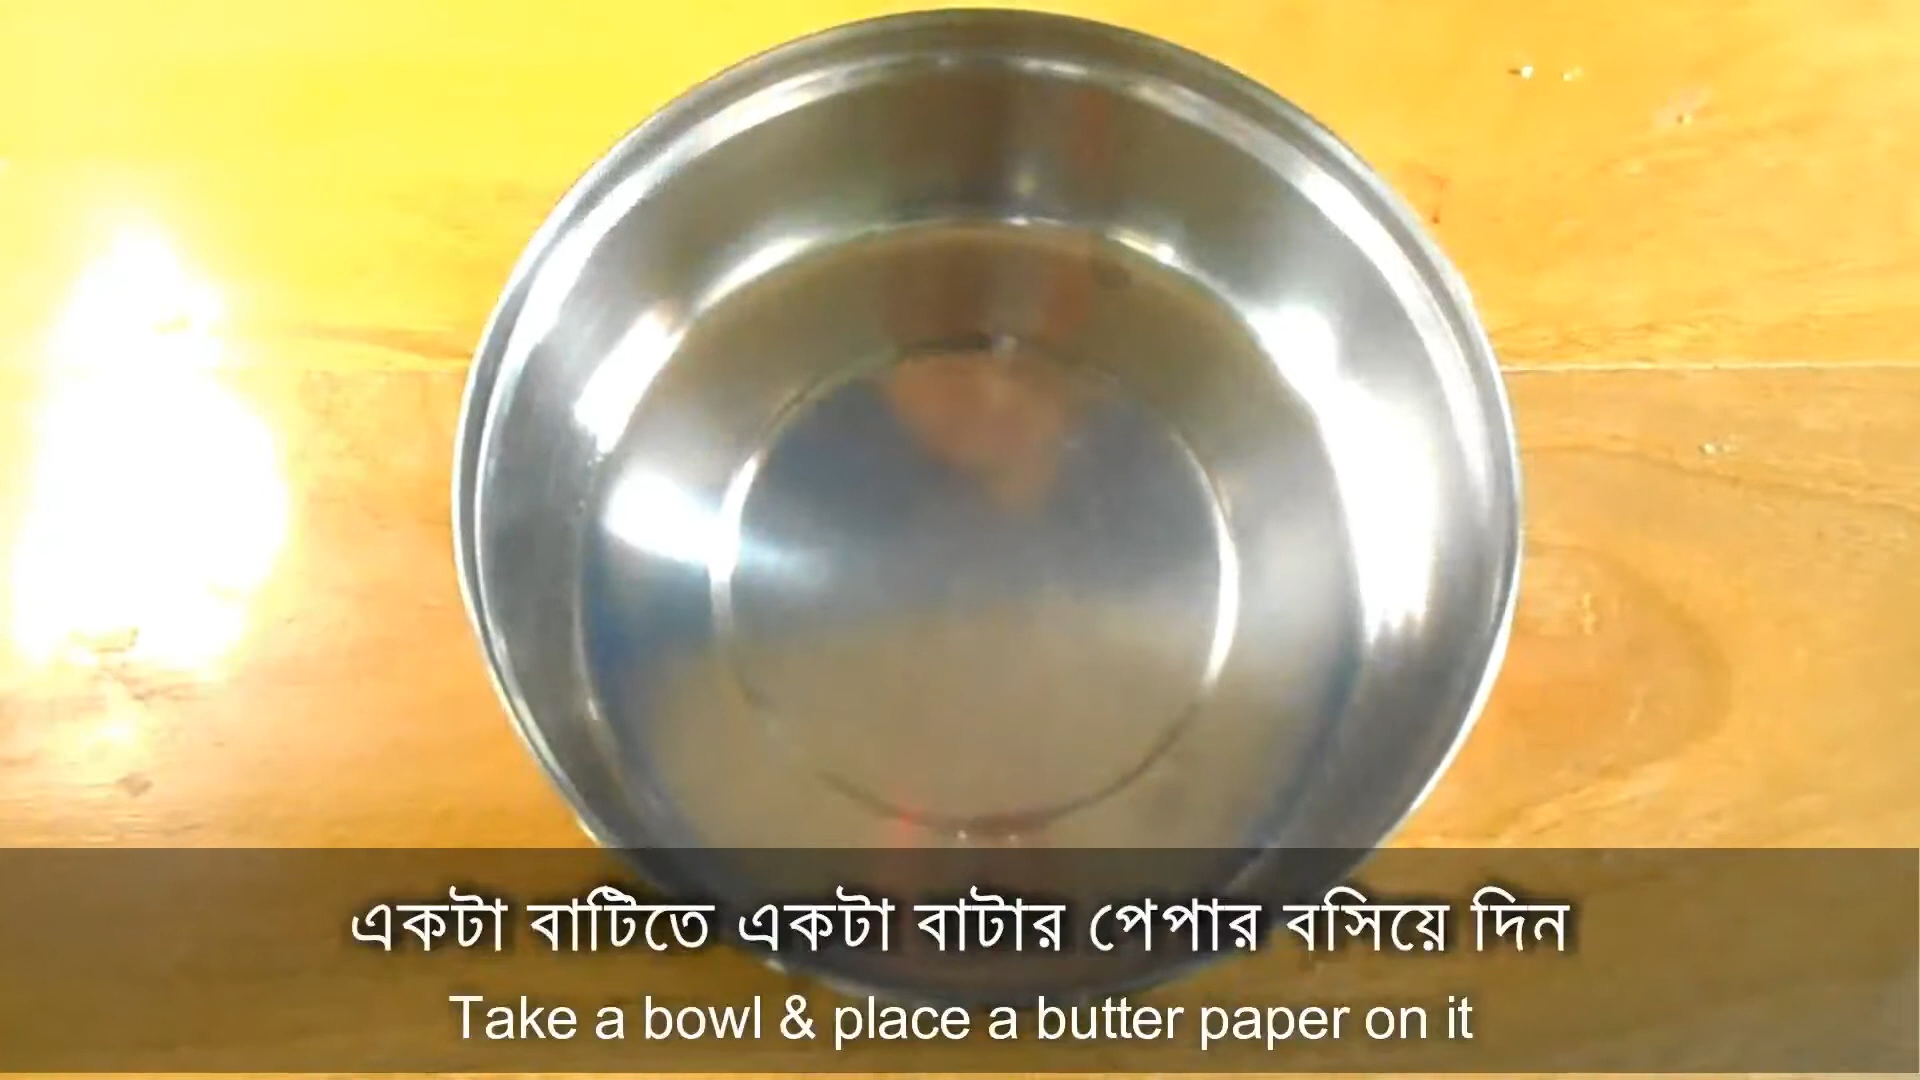 একটা বাটিতে একটা বাটার পেপার বসিয়ে দিন
Take a bowl & place a butter paper on it